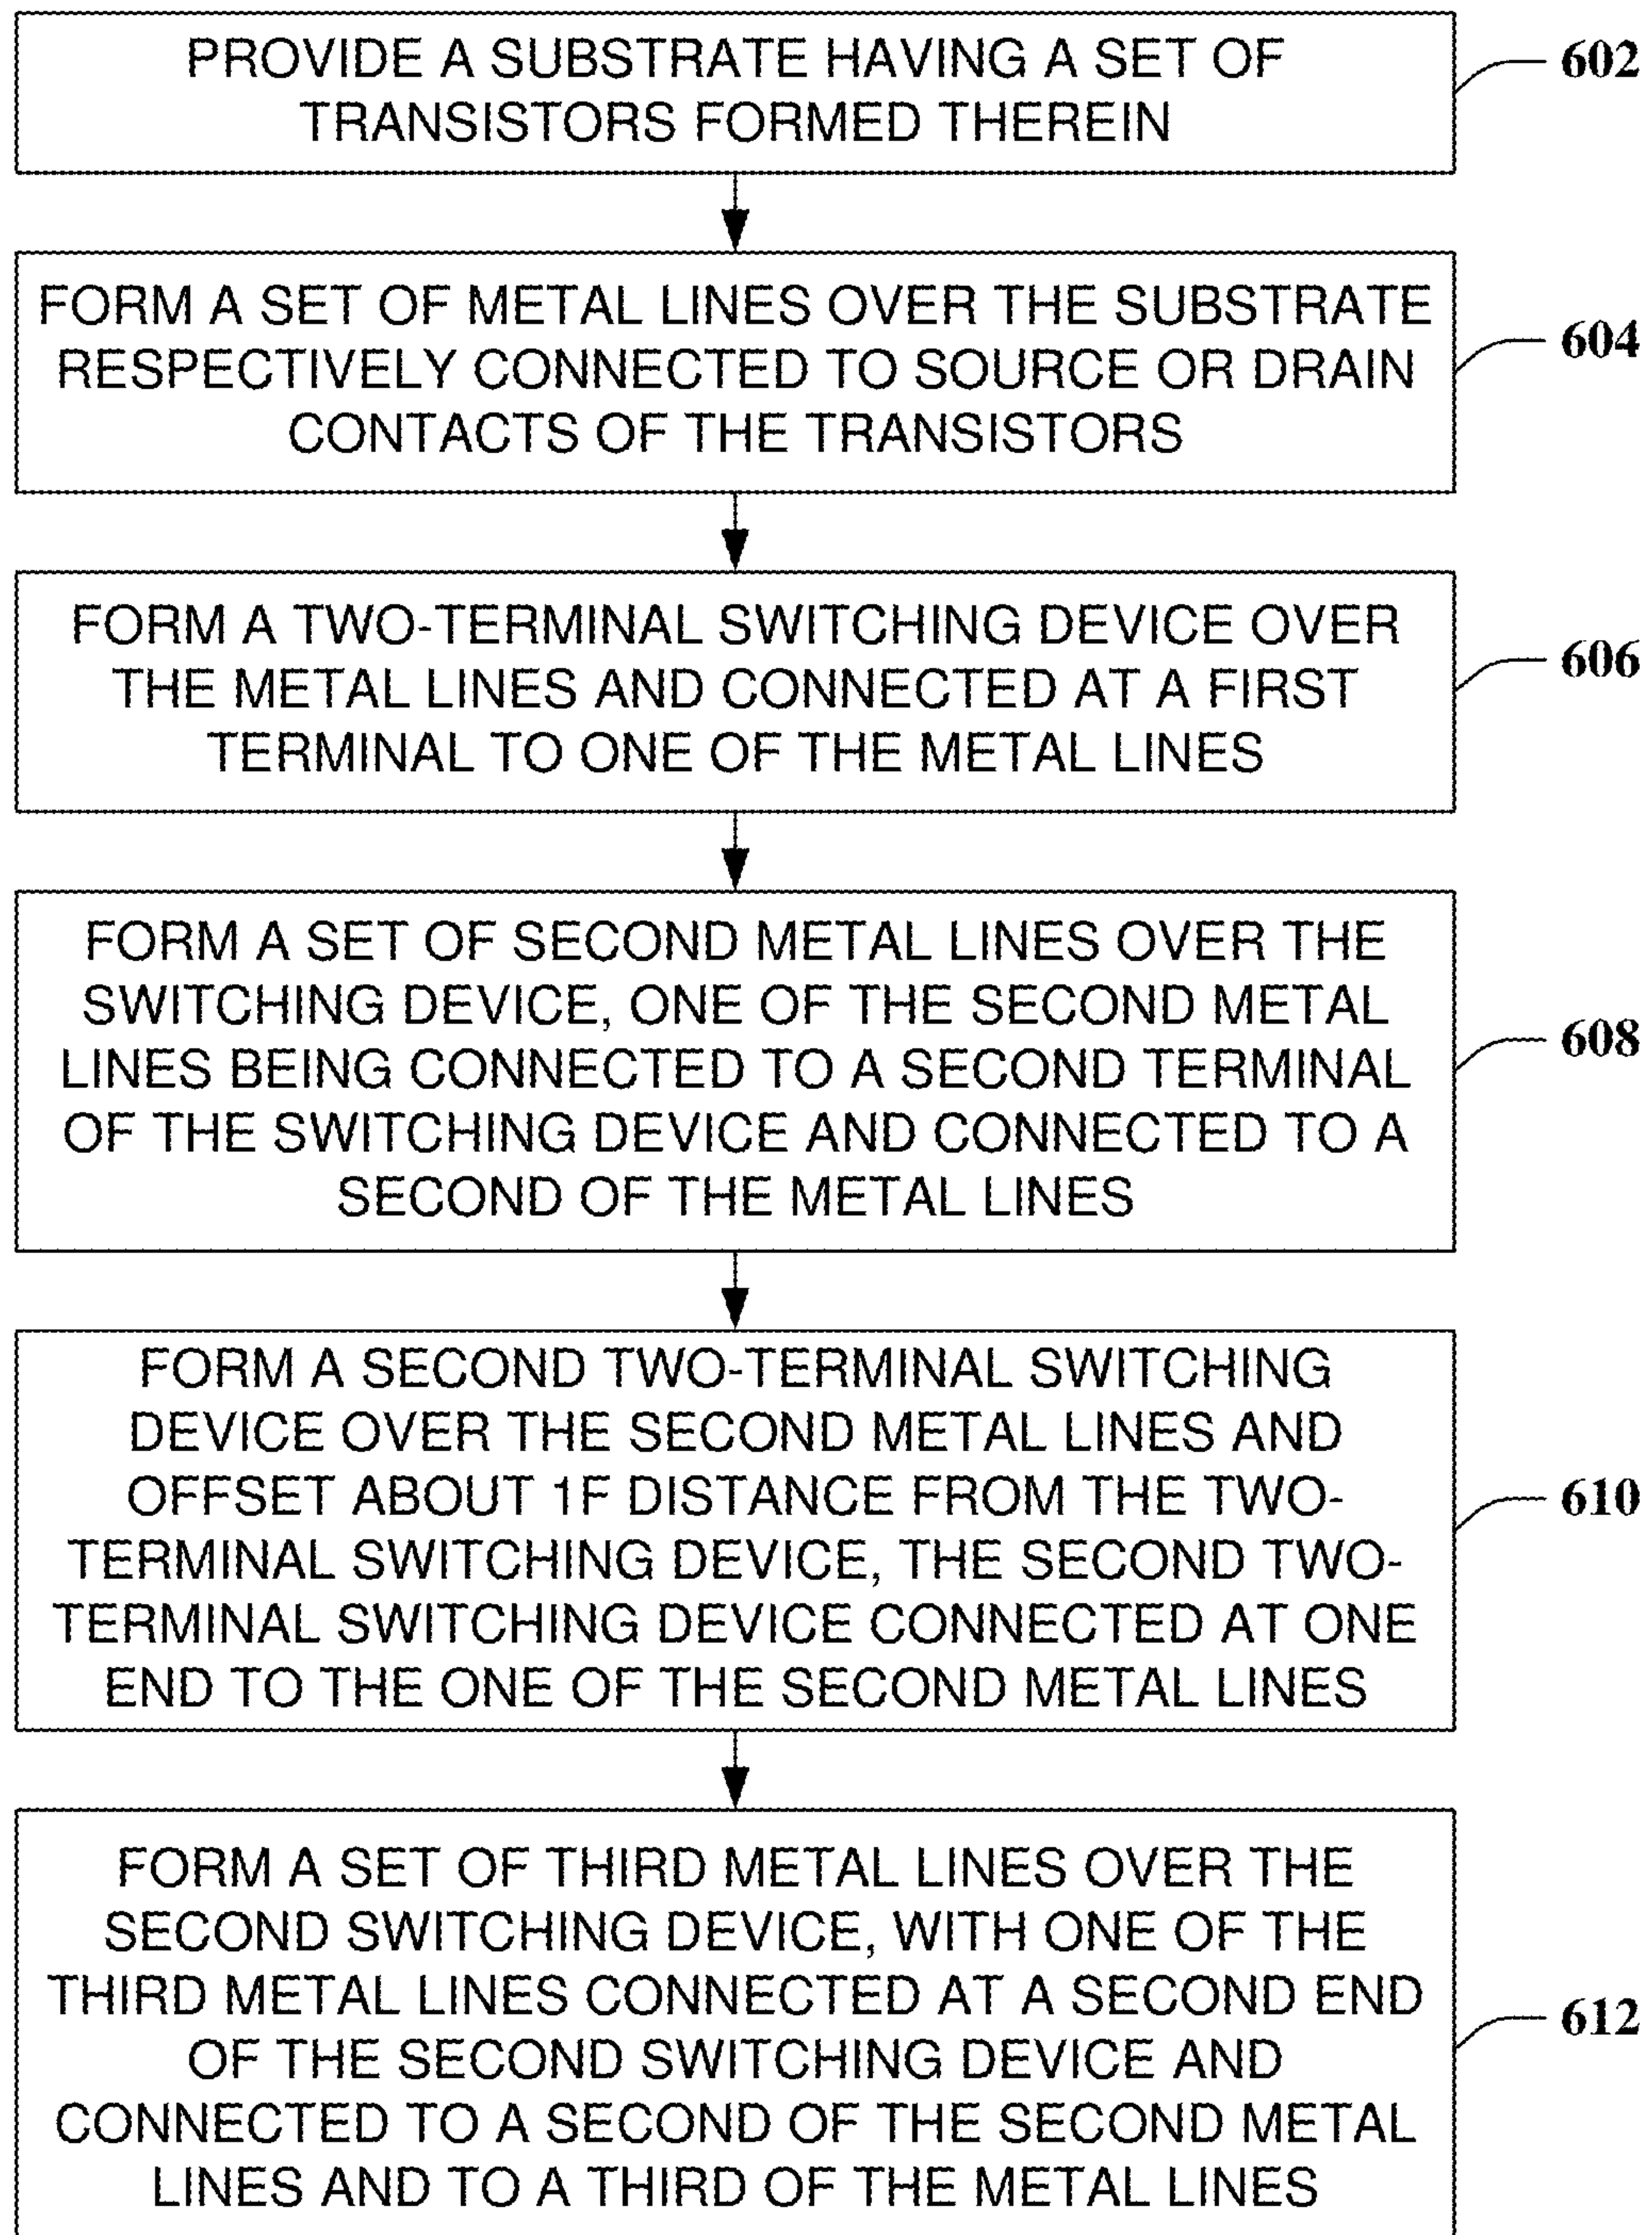 PROVIDE A SUBSTRATE HAVING A SET OF
TRANSISTORS FORMED THEREIN
602
FORM A SET OF METAL LINES OVER THE SUBSTRATE
RESPECTIVELY CONNECTED TO SOURCE OR DRAIN
CONTACTS OF THE TRANSISTORS
604
FORM A TWO-TERMINAL SWITCHING DEVICE OVER
THE METAL LINES AND CONNECTED AT A FIRST
TERMINAL TO ONE OF THE METAL LINES
606
FORM A SET OF SECOND METAL LINES OVER THE
SWITCHING DEVICE, ONE OF THE SECOND METAL
LINES BEING CONNECTED TO A SECOND TERMINAL
OF THE SWITCHING DEVICE AND CONNECTED TO A
SECOND OF THE METAL LINES
608
FORM A SECOND TWO-TERMINAL SWITCHING
DEVICE OVER THE SECOND METAL LINES AND
OFFSET ABOUT 1F DISTANCE FROM THE TWO-
TERMINAL SWITCHING DEVICE, THE SECOND TWO-
TERMINAL SWITCHING DEVICE CONNECTED AT ONE
END TO THE ONE OF THE SECOND METAL LINES
610
FORM A SET OF THIRD METAL LINES OVER THE
SECOND SWITCHING DEVICE, WITH ONE OF THE
THIRD METAL LINES CONNECTED AT A SECOND END
OF THE SECOND SWITCHING DEVICE AND
CONNECTED TO A SECOND OF THE SECOND METAL
LINES AND TO A THIRD OF THE METAL LINES
612